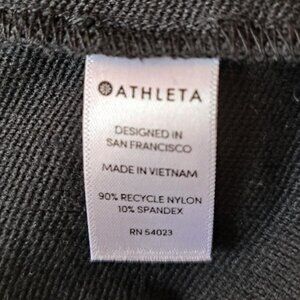 ATHLETA
DESIGNED IN
SAN FRANCISCO
MADE IN VIETNAM
90% RECYCLE NYLON
10% SPANDEX
RN 54023